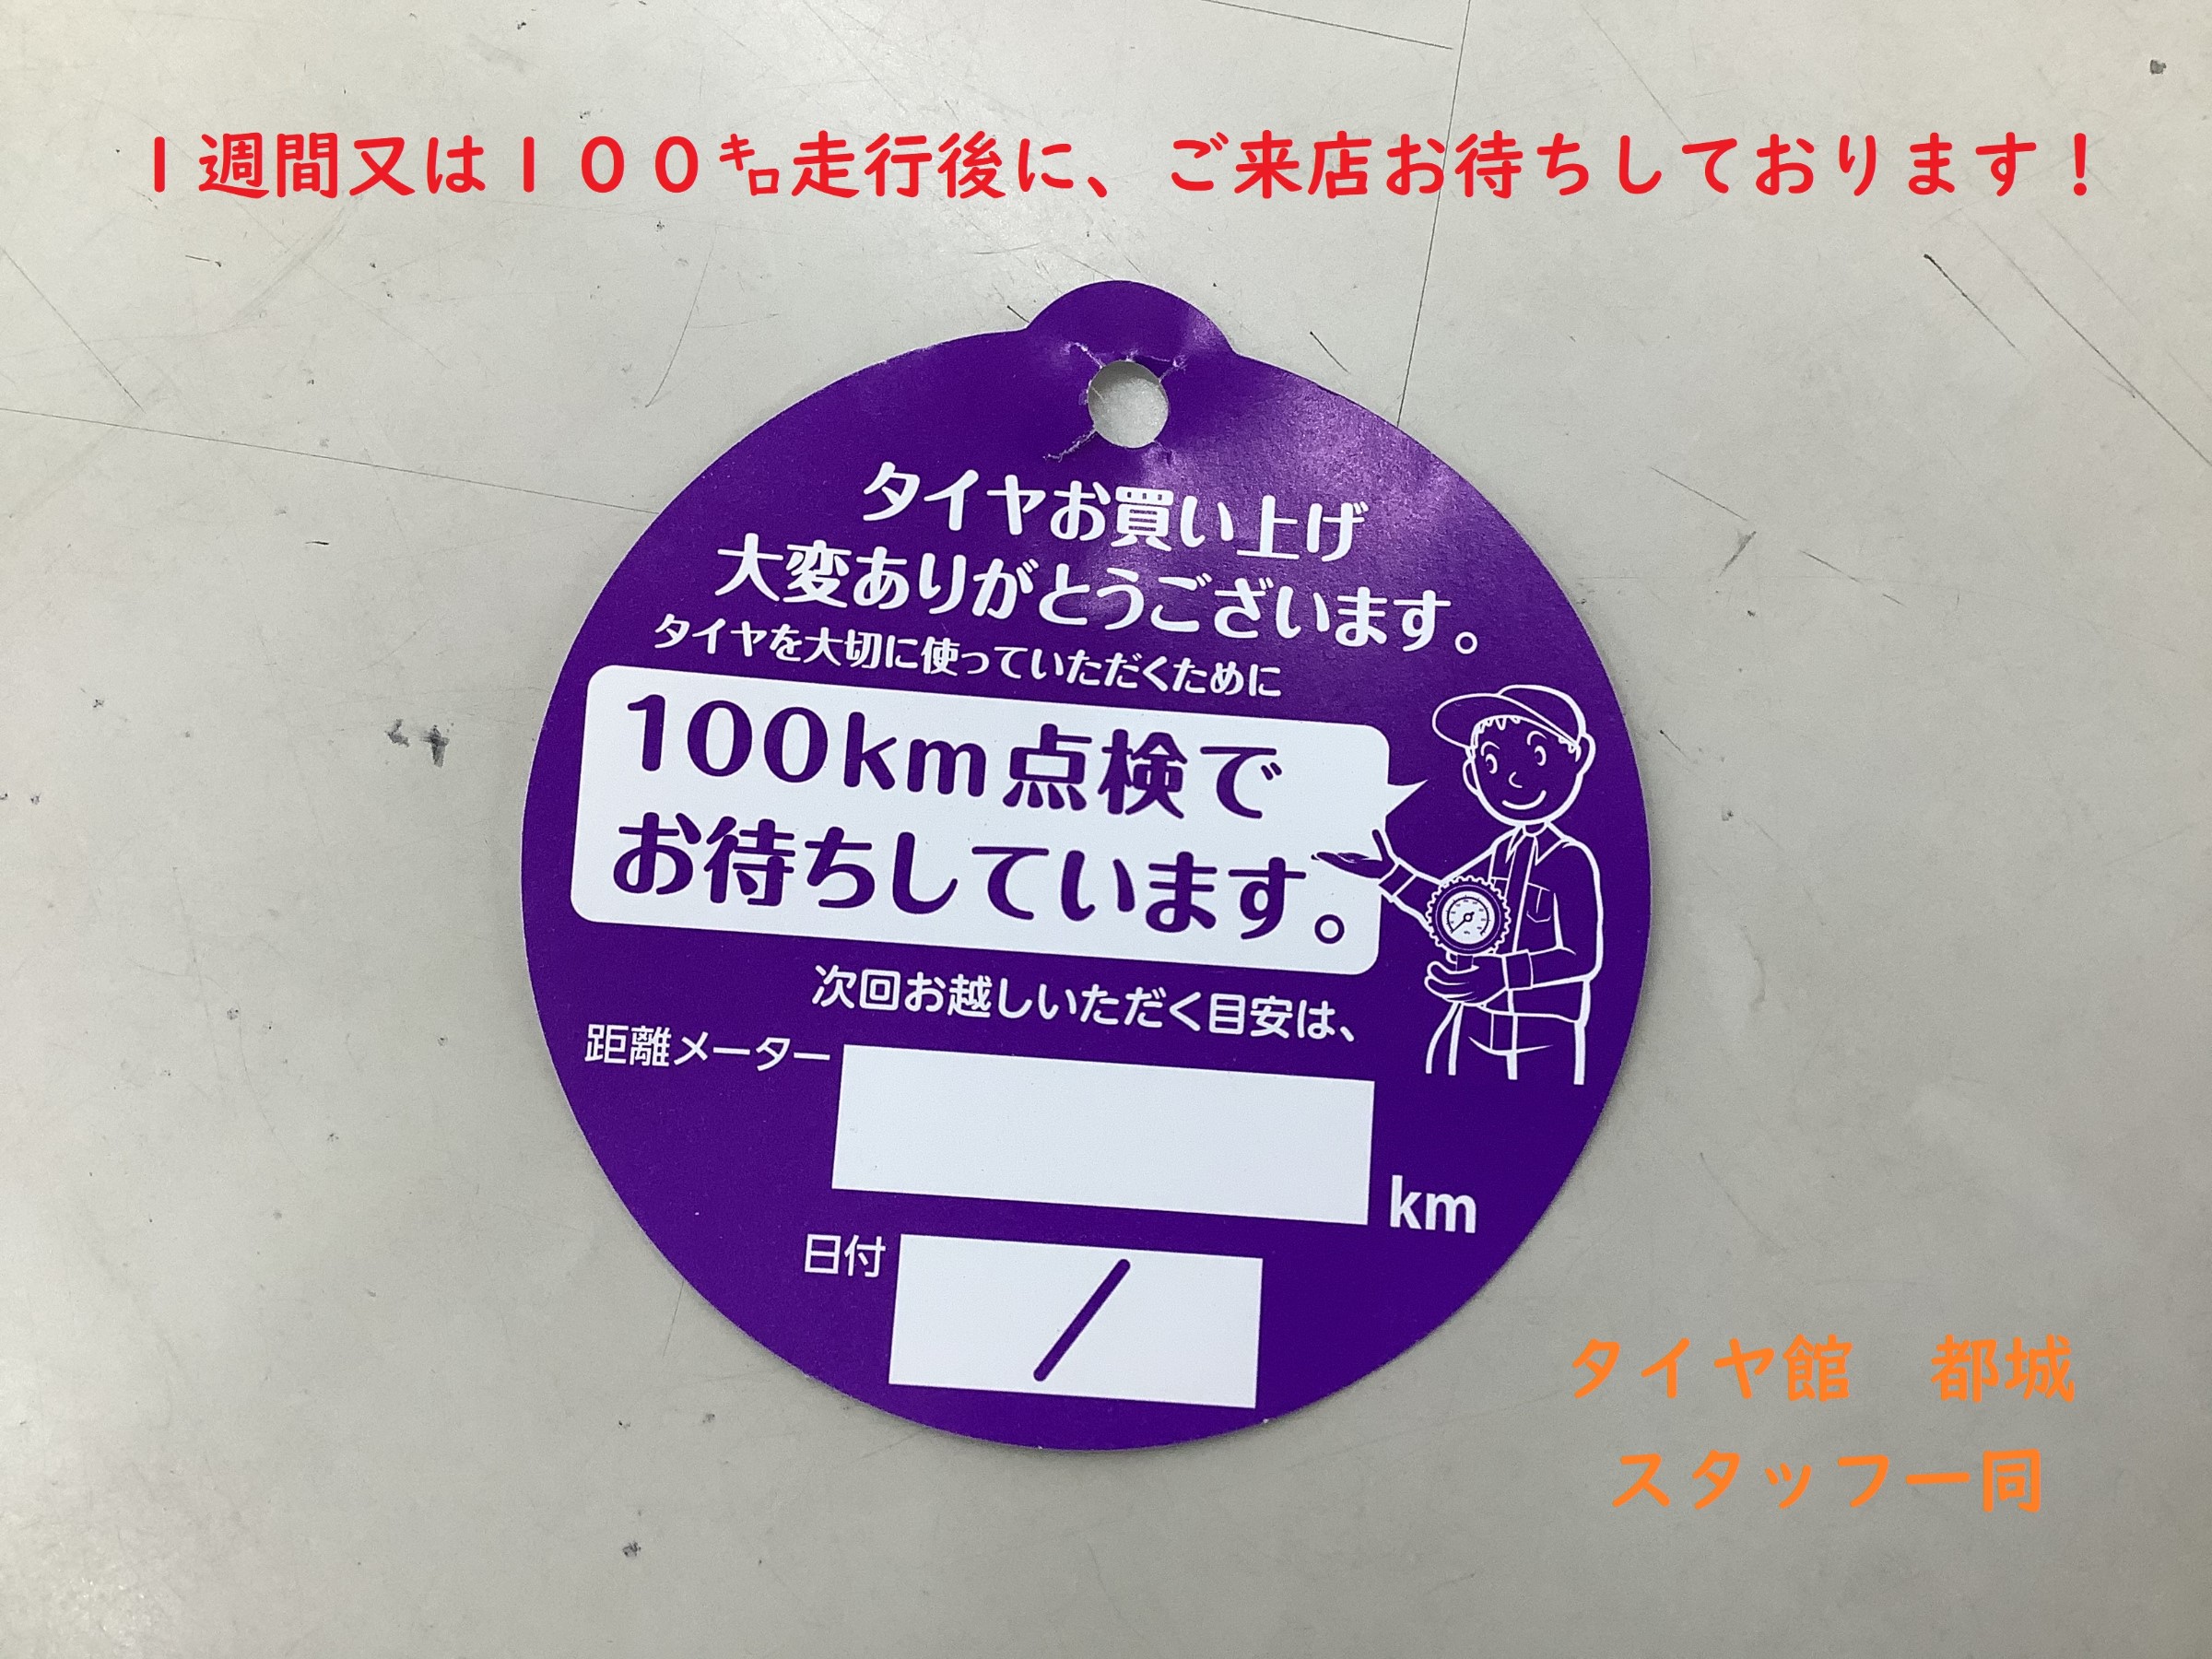 １週間又は１００㌔走行後に、ご来店お待ちしております！
タイヤお買い上げ
大変ありがとうございます。
タイヤを大切に使っていただくために
100km点検で
お待ちしています。
次回お越しいただく目安は、
距離メーター
km
日付
/
タイヤ館　都城
スタッフ一同